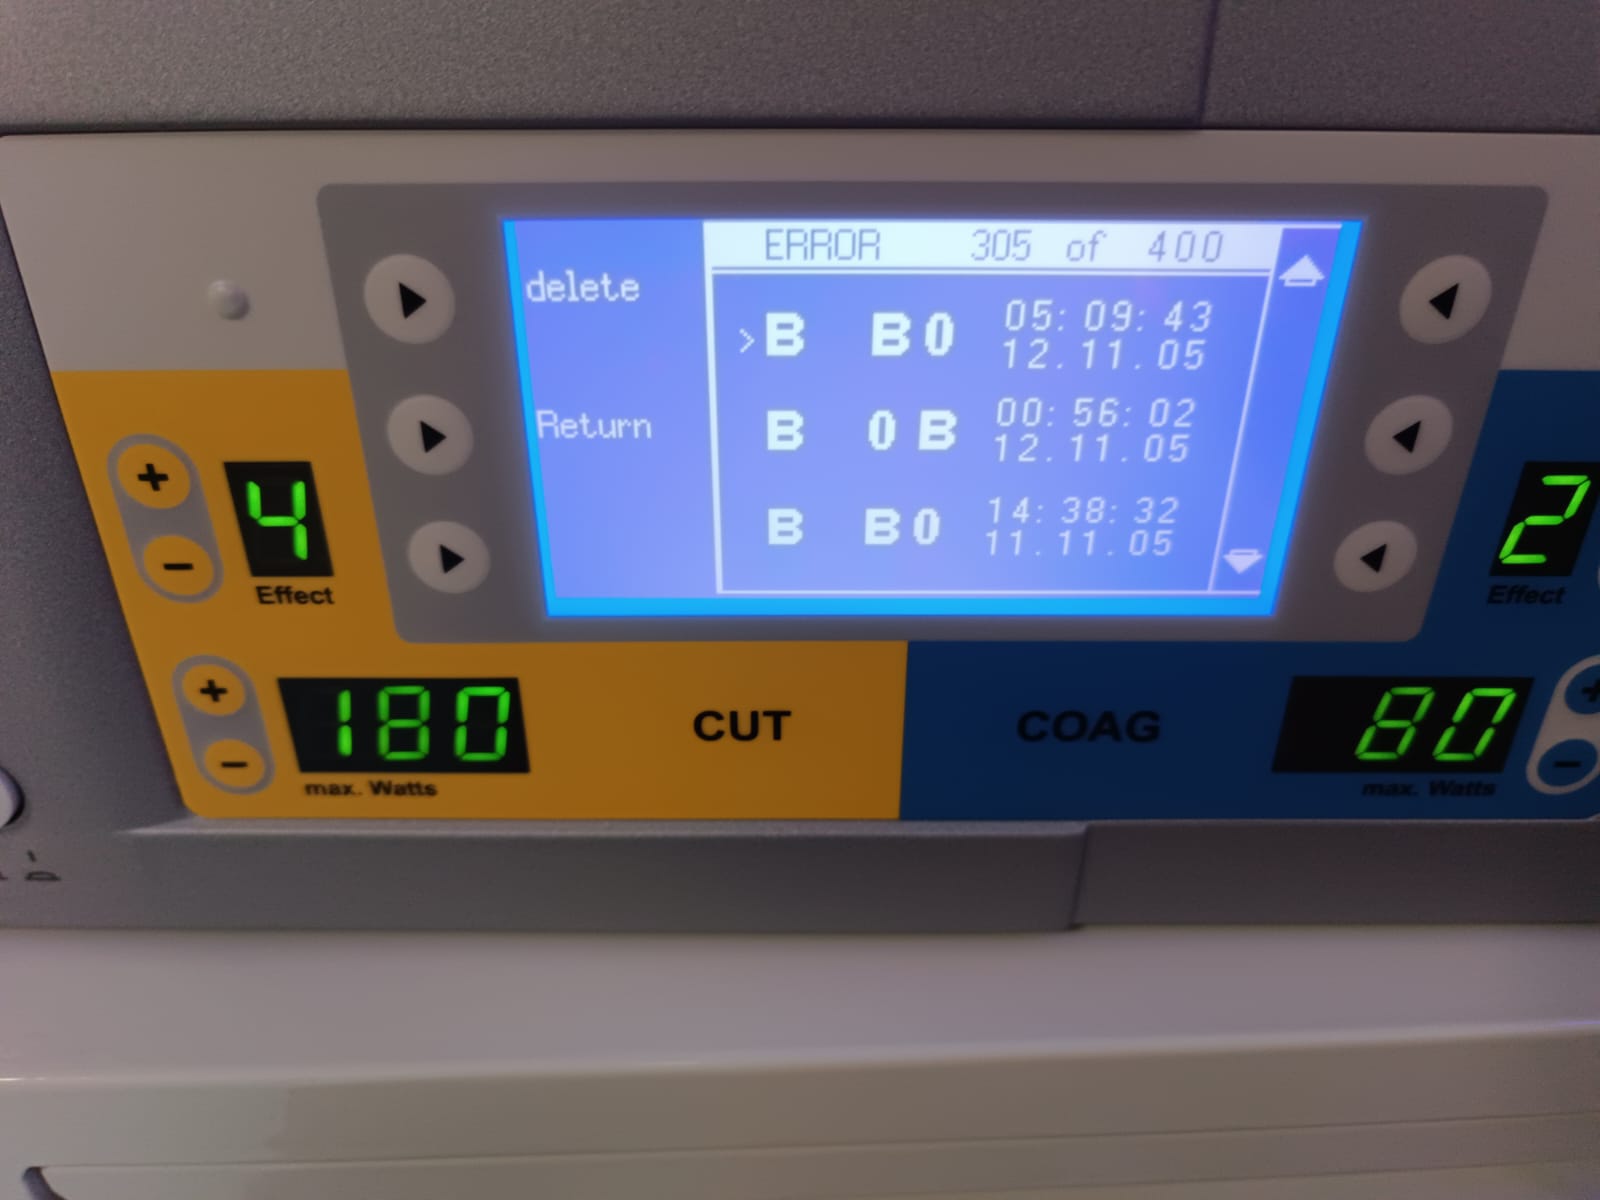 ERROR 305 of 400
delete
>B B0 05:09:43
12.11.05
Return
B 0B 00:56:02
12.11.05
B B0 14:38:32
11.11.05
+
4
-
Effect
2
Effect
+
180
-
max. Watts
CUT
COAG
80
+
-
max. Watts